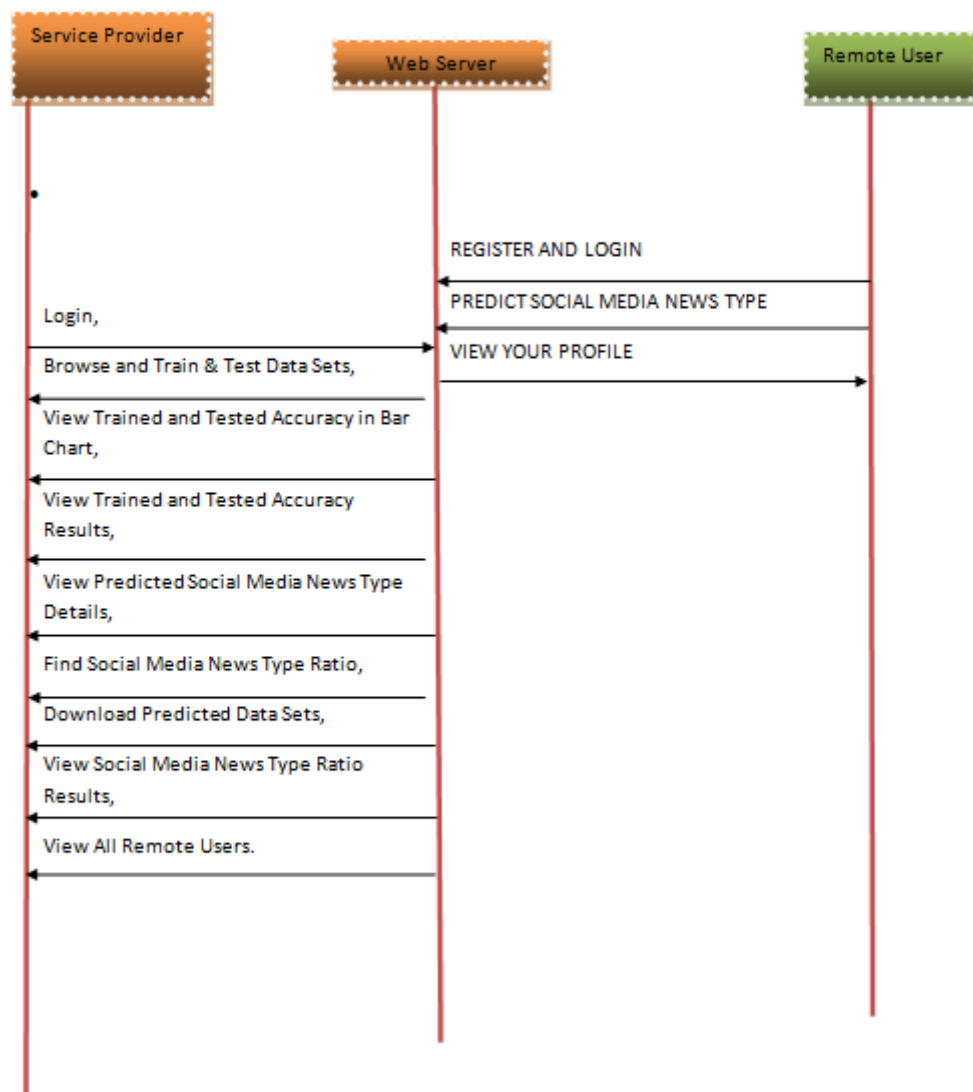 Service Provider
Web Server
Remote User
REGISTER AND LOGIN
PREDICT SOCIAL MEDIA NEWS TYPE
VIEW YOUR PROFILE
Login,
Browse and Train & Test Data Sets,
View Trained and Tested Accuracy in Bar
Chart,
View Trained and Tested Accuracy
Results,
View Predicted Social Media News Type
Details,
Find Social Media News Type Ratio,
Download Predicted Data Sets,
View Social Media News Type Ratio
Results,
View All Remote Users.